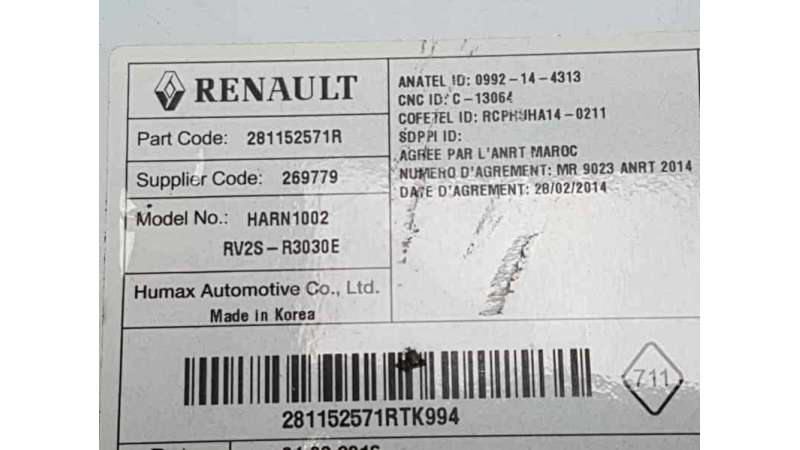 RENAULT
Part Code: 281152571R
Supplier Code: 269779
Model No.: HARN1002
RV2S-R3030E
Humax Automotive Co., Ltd.
Made in Korea
ANATEL ID: 0992-14-4313
CNC ID: C-13064
COFETEL ID:
SDPPI ID:
AGREE PAR L'ANRT MAROC
NUMERO D'AGREMENT: MR 9023 ANRT 2014
DATE D'AGREMENT: 28/02/2014
281152571RTK994
711